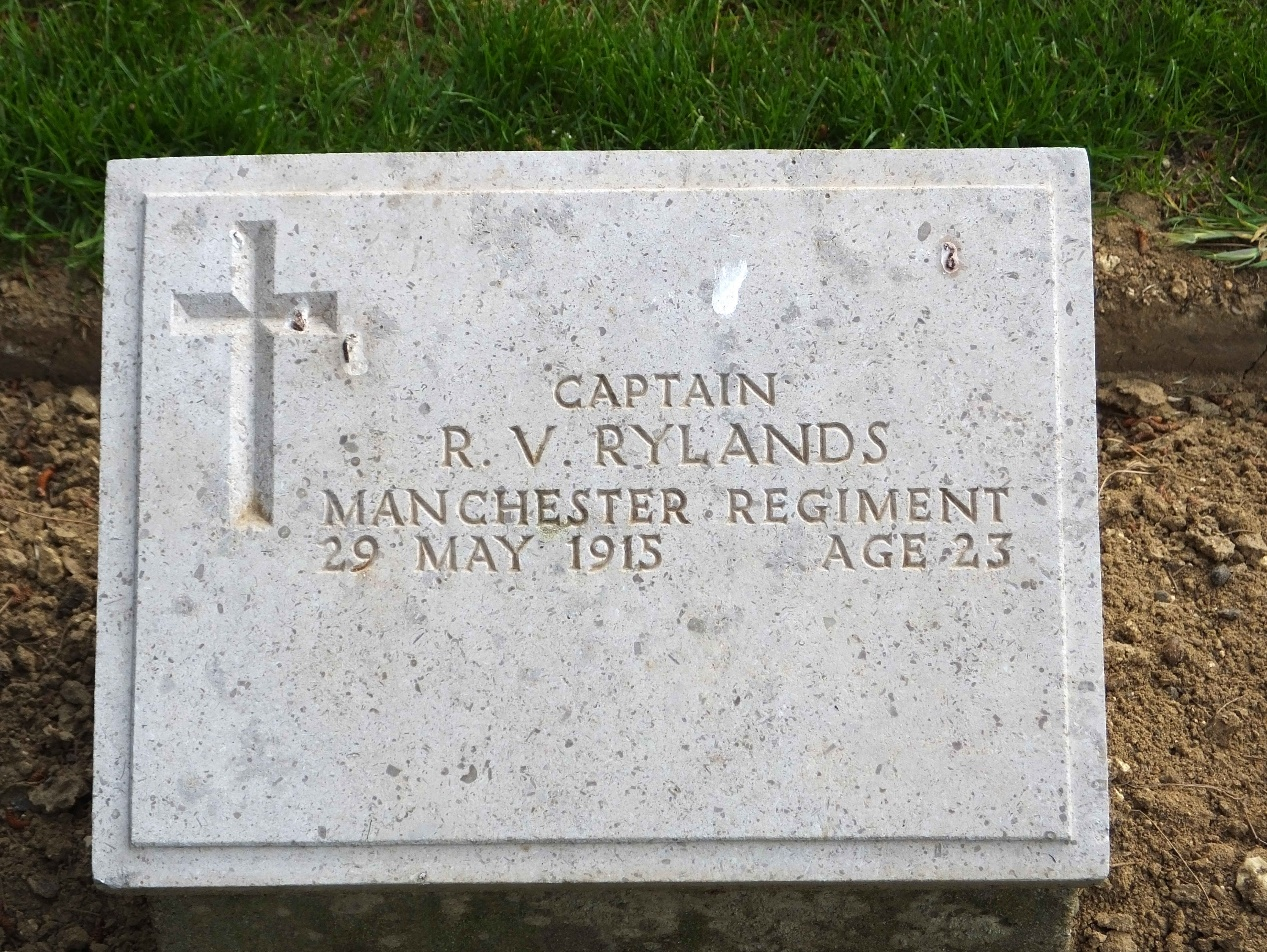 CAPTAIN
R. V. RYLANDS
MANCHESTER REGIMENT
29 MAY 1915 AGE 23